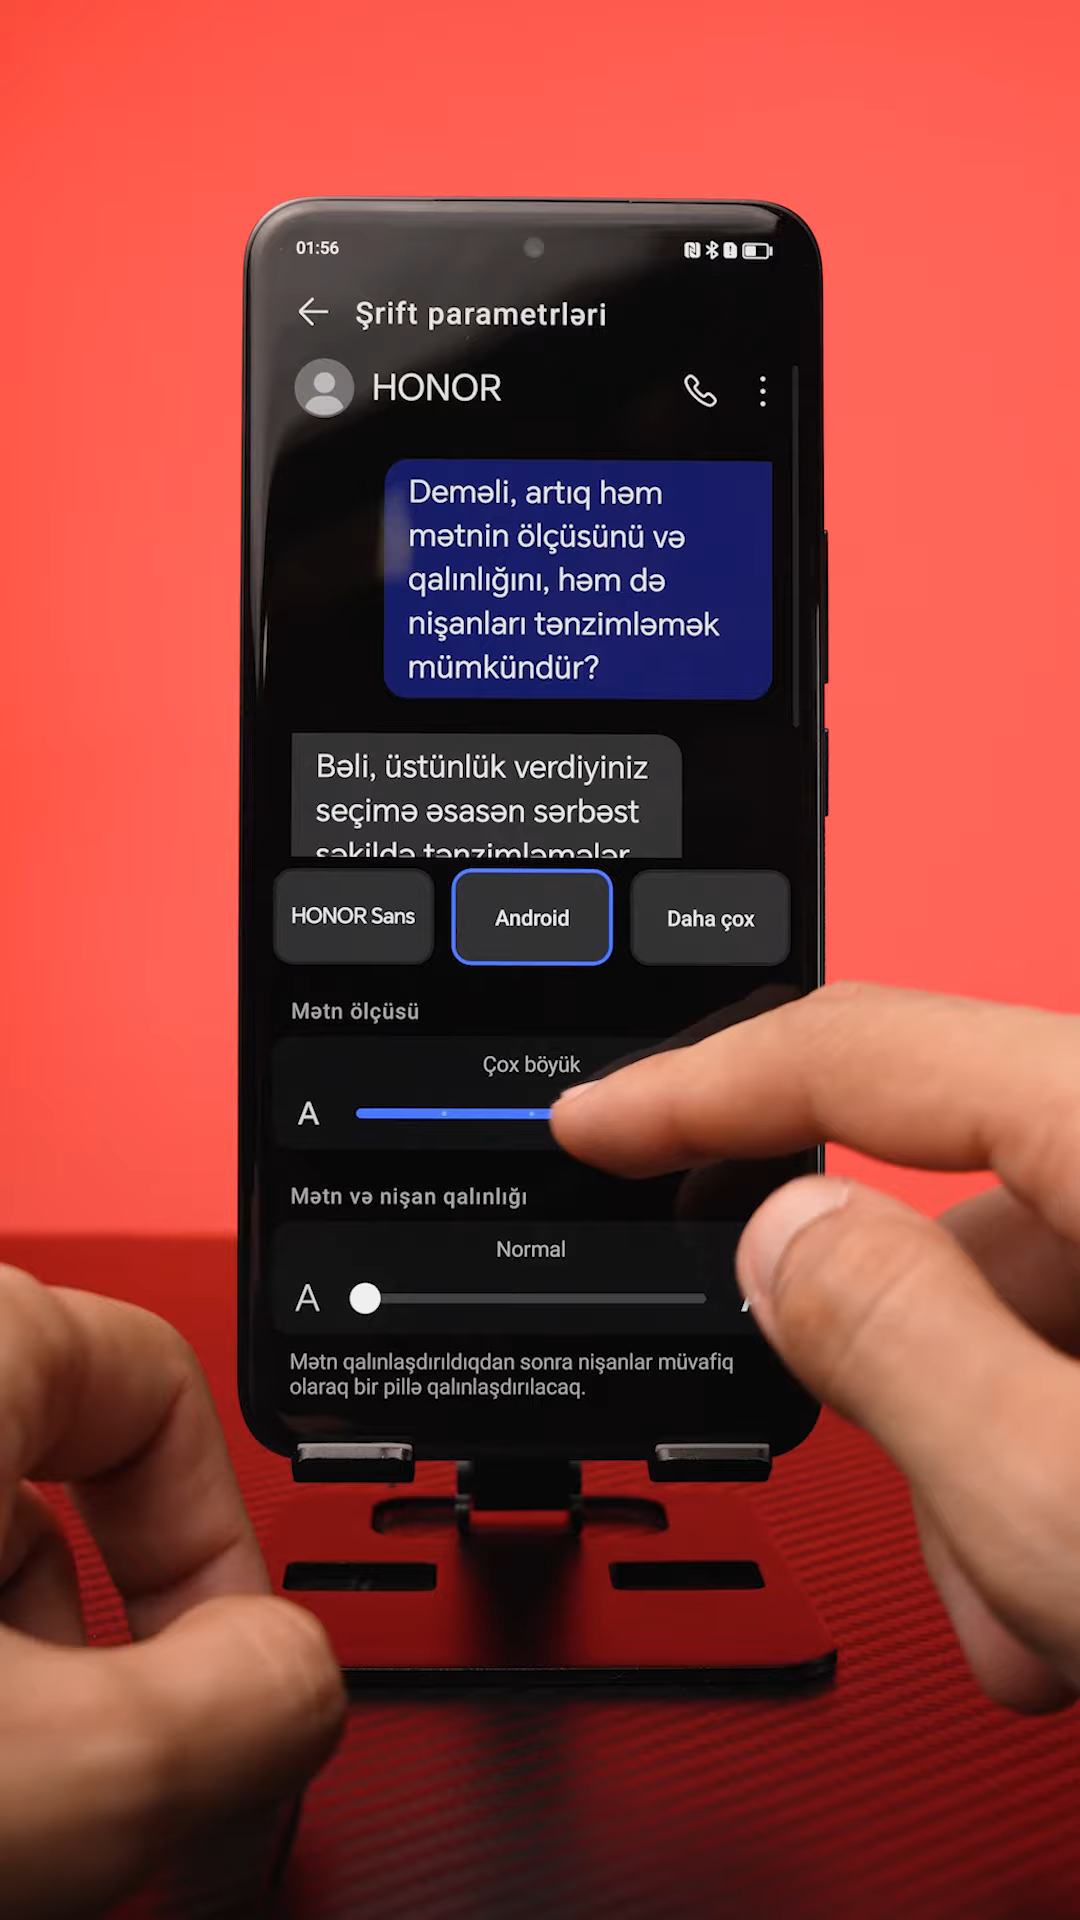 01:56
Şrift parametrləri
HONOR
Deməli, artıq həm
mətnin ölçüsünü və
qalınlığını, həm də
nişanları tənzimləmək
mümkündür?
Bəli, üstünlük verdiyiniz
seçimə əsasən sərbəst
şəkildə tənzimləmələr
HONOR Sans
Android
Daha çox
Mətn ölçüsü
Çox böyük
A
Mətn və nişan qalınlığı
Normal
A
Mətn qalınlaşdırıldıqdan sonra nişanlar müvafiq
olaraq bir pillə qalınlaşdırılacaq.